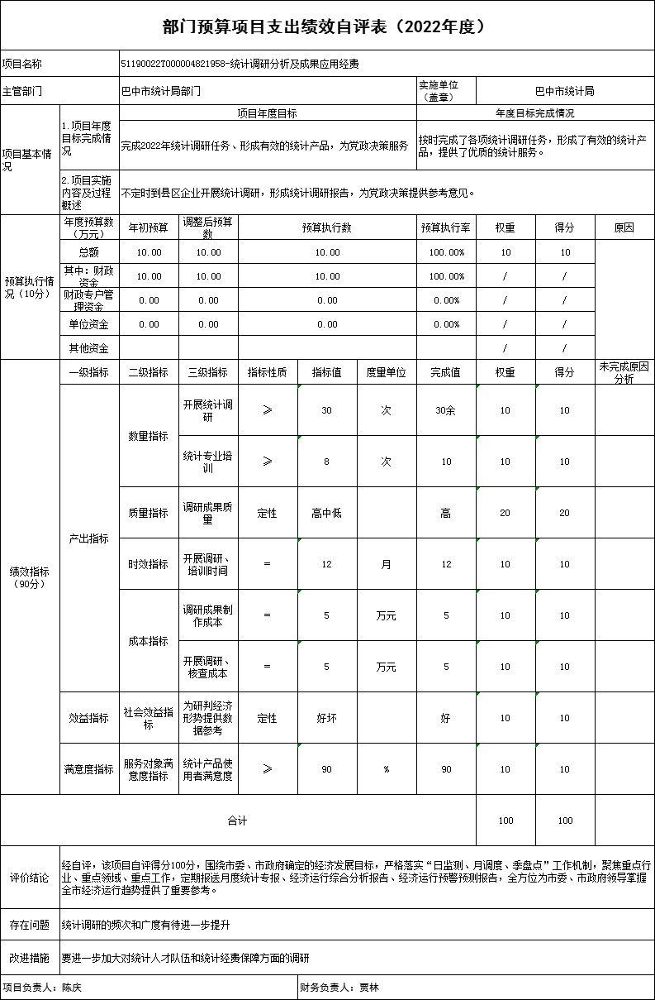 部门预算项目支出绩效自评表（2022年度）
项目名称 51190022T000004821958-统计调研分析及成果应用经费
主管部门 巴中市统计局部门 实施单位（盖章） 巴中市统计局
项目基本情况
1.项目年度目标完成情况
项目年度目标 年度目标完成情况
完成2022年统计调研任务、形成有效的统计产品，为党政决策服务
按时完成了各项统计调研任务，形成了有效的统计产
品，提供了优质的统计服务。
2.项目实施内容及过程概述
不定时到县区企业开展统计调研，形成统计调研报告，为党政决策提供参考意见。
预算执行情况（10分）
年度预算数（万元） 年初预算 调整后预算数 预算执行数 预算执行率 权重 得分 原因
总额 10.00 10.00 10.00 100.00% 10 10
其中：财政资金 10.00 10.00 10.00 100.00% / /
财政专户管理资金 0.00 0.00 0.00 0.00% / /
单位资金 0.00 0.00 0.00 0.00% / /
其他资金 / /
绩效指标（90分）
一级指标 二级指标 三级指标 指标性质 指标值 度量单位 完成值 权重 得分 未完成原因分析
产出指标
数量指标
开展统计调研 ≥ 30 次 30余 10 10
统计专业培训 ≥ 8 次 10 10 10
质量指标 调研成果质量 定性 高中低 高 20 20
时效指标 开展调研、培训时间 ＝ 12 月 12 10 10
成本指标
调研成果制作成本 ＝ 5 万元 5 10 10
开展调研、核查成本 ＝ 5 万元 5 10 10
效益指标 社会效益指标 为研判经济形势提供数据参考 定性 好坏 好 10 10
满意度指标 服务对象满意度指标 统计产品使用者满意度 ≥ 90 % 90 10 10
合计 100 100
评价结论
经自评，该项目自评得分100分，围绕市委、市政府确定的经济发展目标，严格落实“日监测、月调度、季盘点”工作机制，聚焦重点行
业、重点领域、重点工作，定期报送月度统计专报、经济运行综合分析报告、经济运行预警预测报告，全方位为市委、市政府领导掌握
全市经济运行趋势提供了重要参考。
存在问题 统计调研的频次和广度有待进一步提升
改进措施 要进一步加大对统计人才队伍和统计经费保障方面的调研
项目负责人：陈庆 财务负责人：贾林